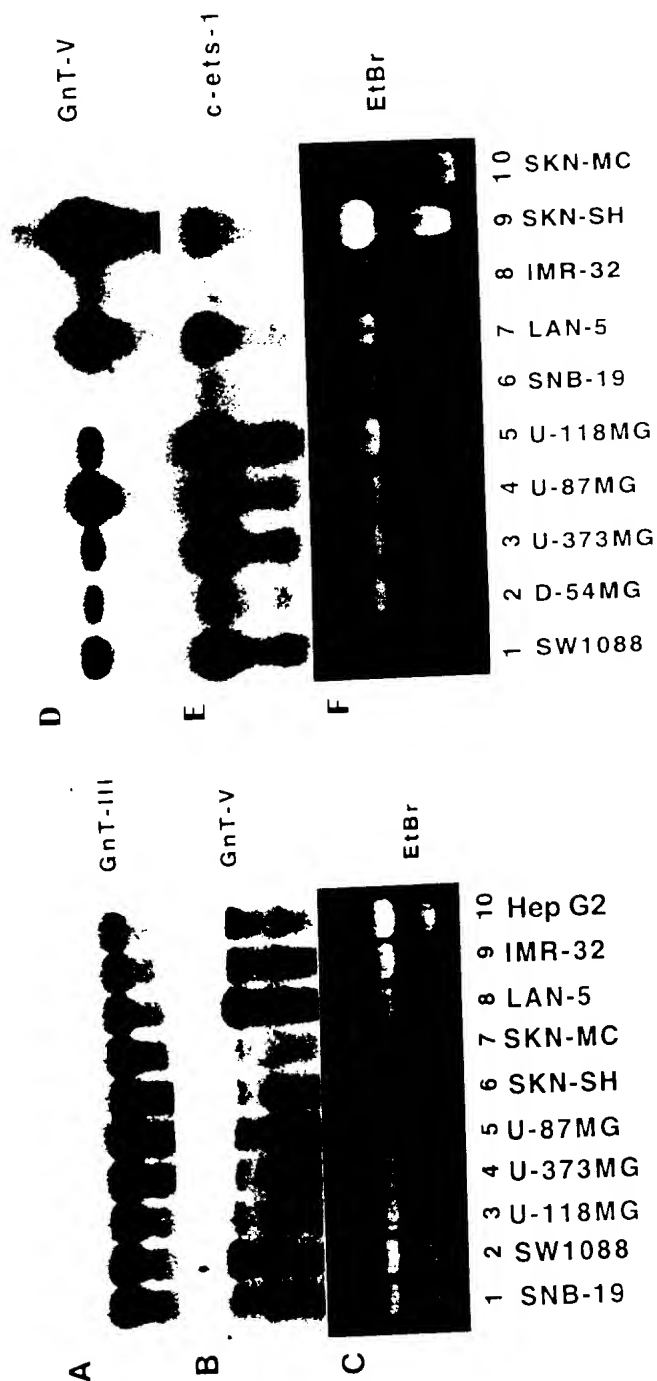 A
GnT-III
B
GnT-V
C
EtBr
1 SNB-19
2 SW1088
3 U-118MG
4 U-373MG
5 U-87MG
6 SKN-SH
7 SKN-MC
8 LAN-5
9 IMR-32
10 Hep G2
D
GnT-V
E
c-ets-1
F
EtBr
1 SW1088
2 D-54MG
3 U-373MG
4 U-87MG
5 U-118MG
6 SNB-19
7 LAN-5
8 IMR-32
9 SKN-SH
10 SKN-MC